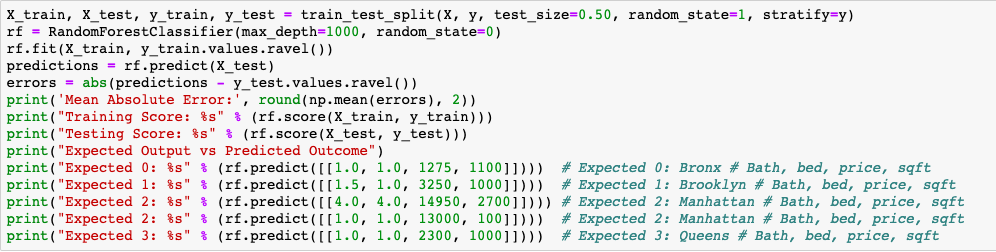 X_train, X_test, y_train, y_test = train_test_split(X, y, test_size=0.50, random_state=1, stratify=y)
rf = RandomForestClassifier(max_depth=1000, random_state=0)
rf.fit(X_train, y_train.values.ravel())
predictions = rf.predict(X_test)
errors = abs(predictions - y_test.values.ravel())
print('Mean Absolute Error:', round(np.mean(errors), 2))
print("Training Score: %s" % (rf.score(X_train, y_train)))
print("Testing Score: %s" % (rf.score(X_test, y_test)))
print("Expected Output vs Predicted Outcome")
print("Expected 0: %s" % (rf.predict([[1.0, 1.0, 1275, 1100]])))  # Expected 0: Bronx # Bath, bed, price, sqft
print("Expected 1: %s" % (rf.predict([[1.5, 1.0, 3250, 1000]])))  # Expected 1: Brooklyn # Bath, bed, price, sqft
print("Expected 2: %s" % (rf.predict([[4.0, 4.0, 14950, 2700]]))) # Expected 2: Manhattan # Bath, bed, price, sqft
print("Expected 2: %s" % (rf.predict([[1.0, 1.0, 13000, 100]])))  # Expected 2: Manhattan # Bath, bed, price, sqft
print("Expected 3: %s" % (rf.predict([[1.0, 1.0, 2300, 1000]])))  # Expected 3: Queens # Bath, bed, price, sqft